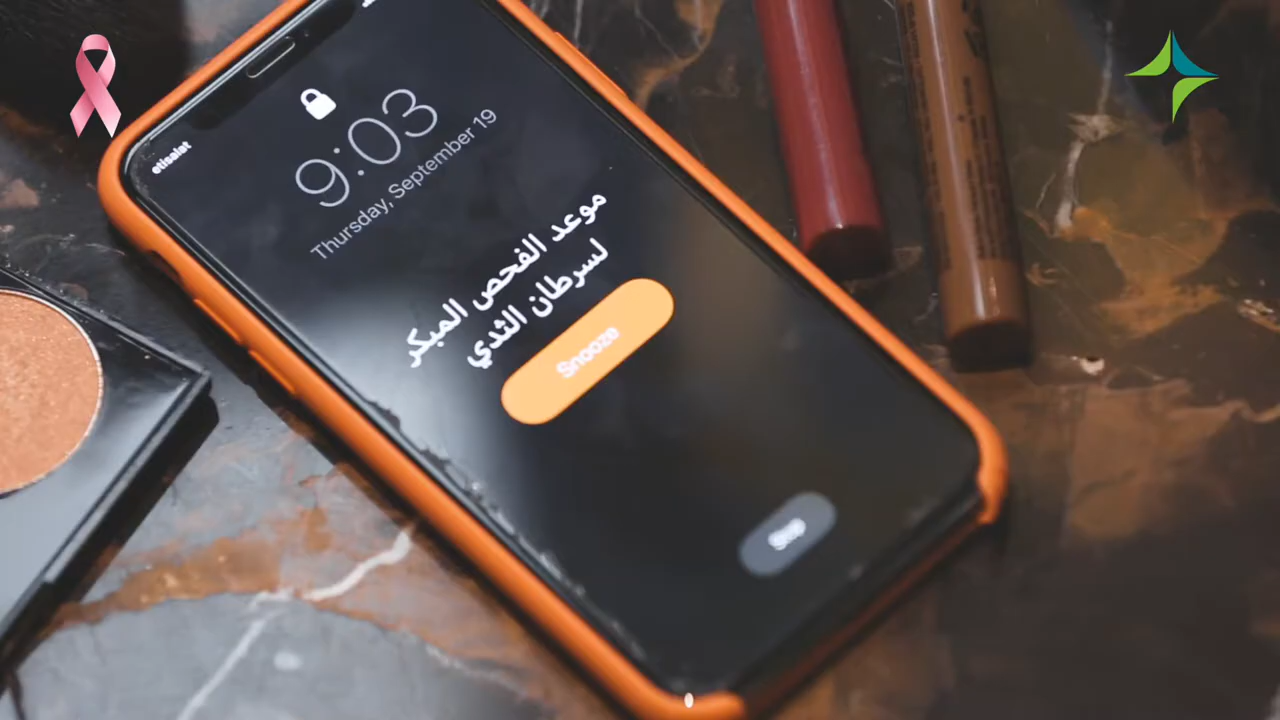 etisalat
9:03
Thursday, September 19
موعد الفحص المبكر
لسرطان الثدي
Snooze
Stop